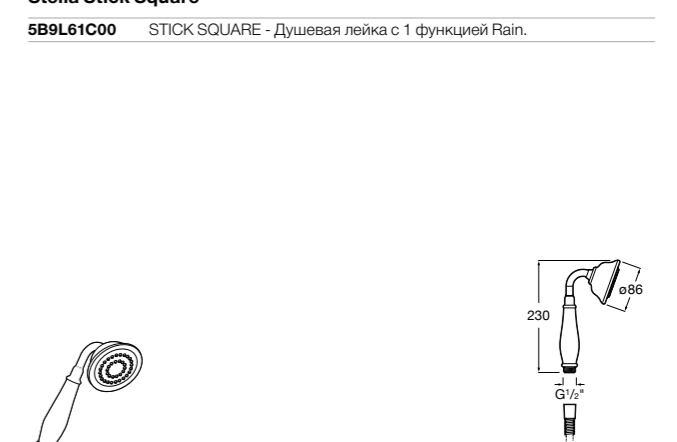 Stella Stick Square
5B9L61C00 STICK SQUARE - Душевая лейка с 1 функцией Rain.
ø86
230
G1/2"